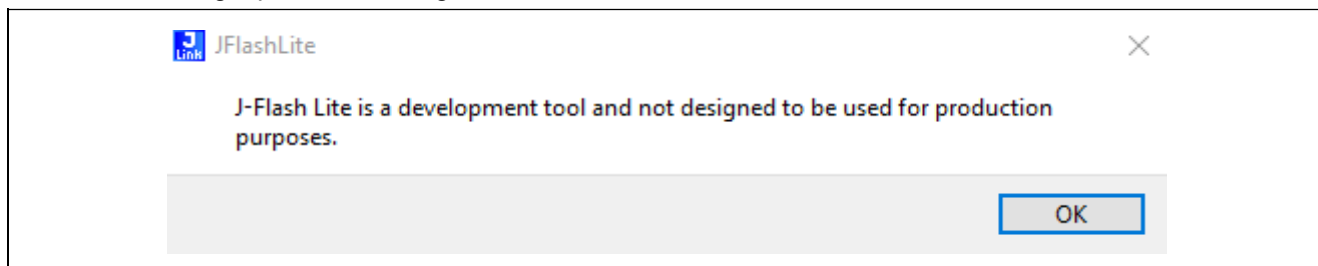 J
Link
JFlashLite
J-Flash Lite is a development tool and not designed to be used for production
purposes.
OK